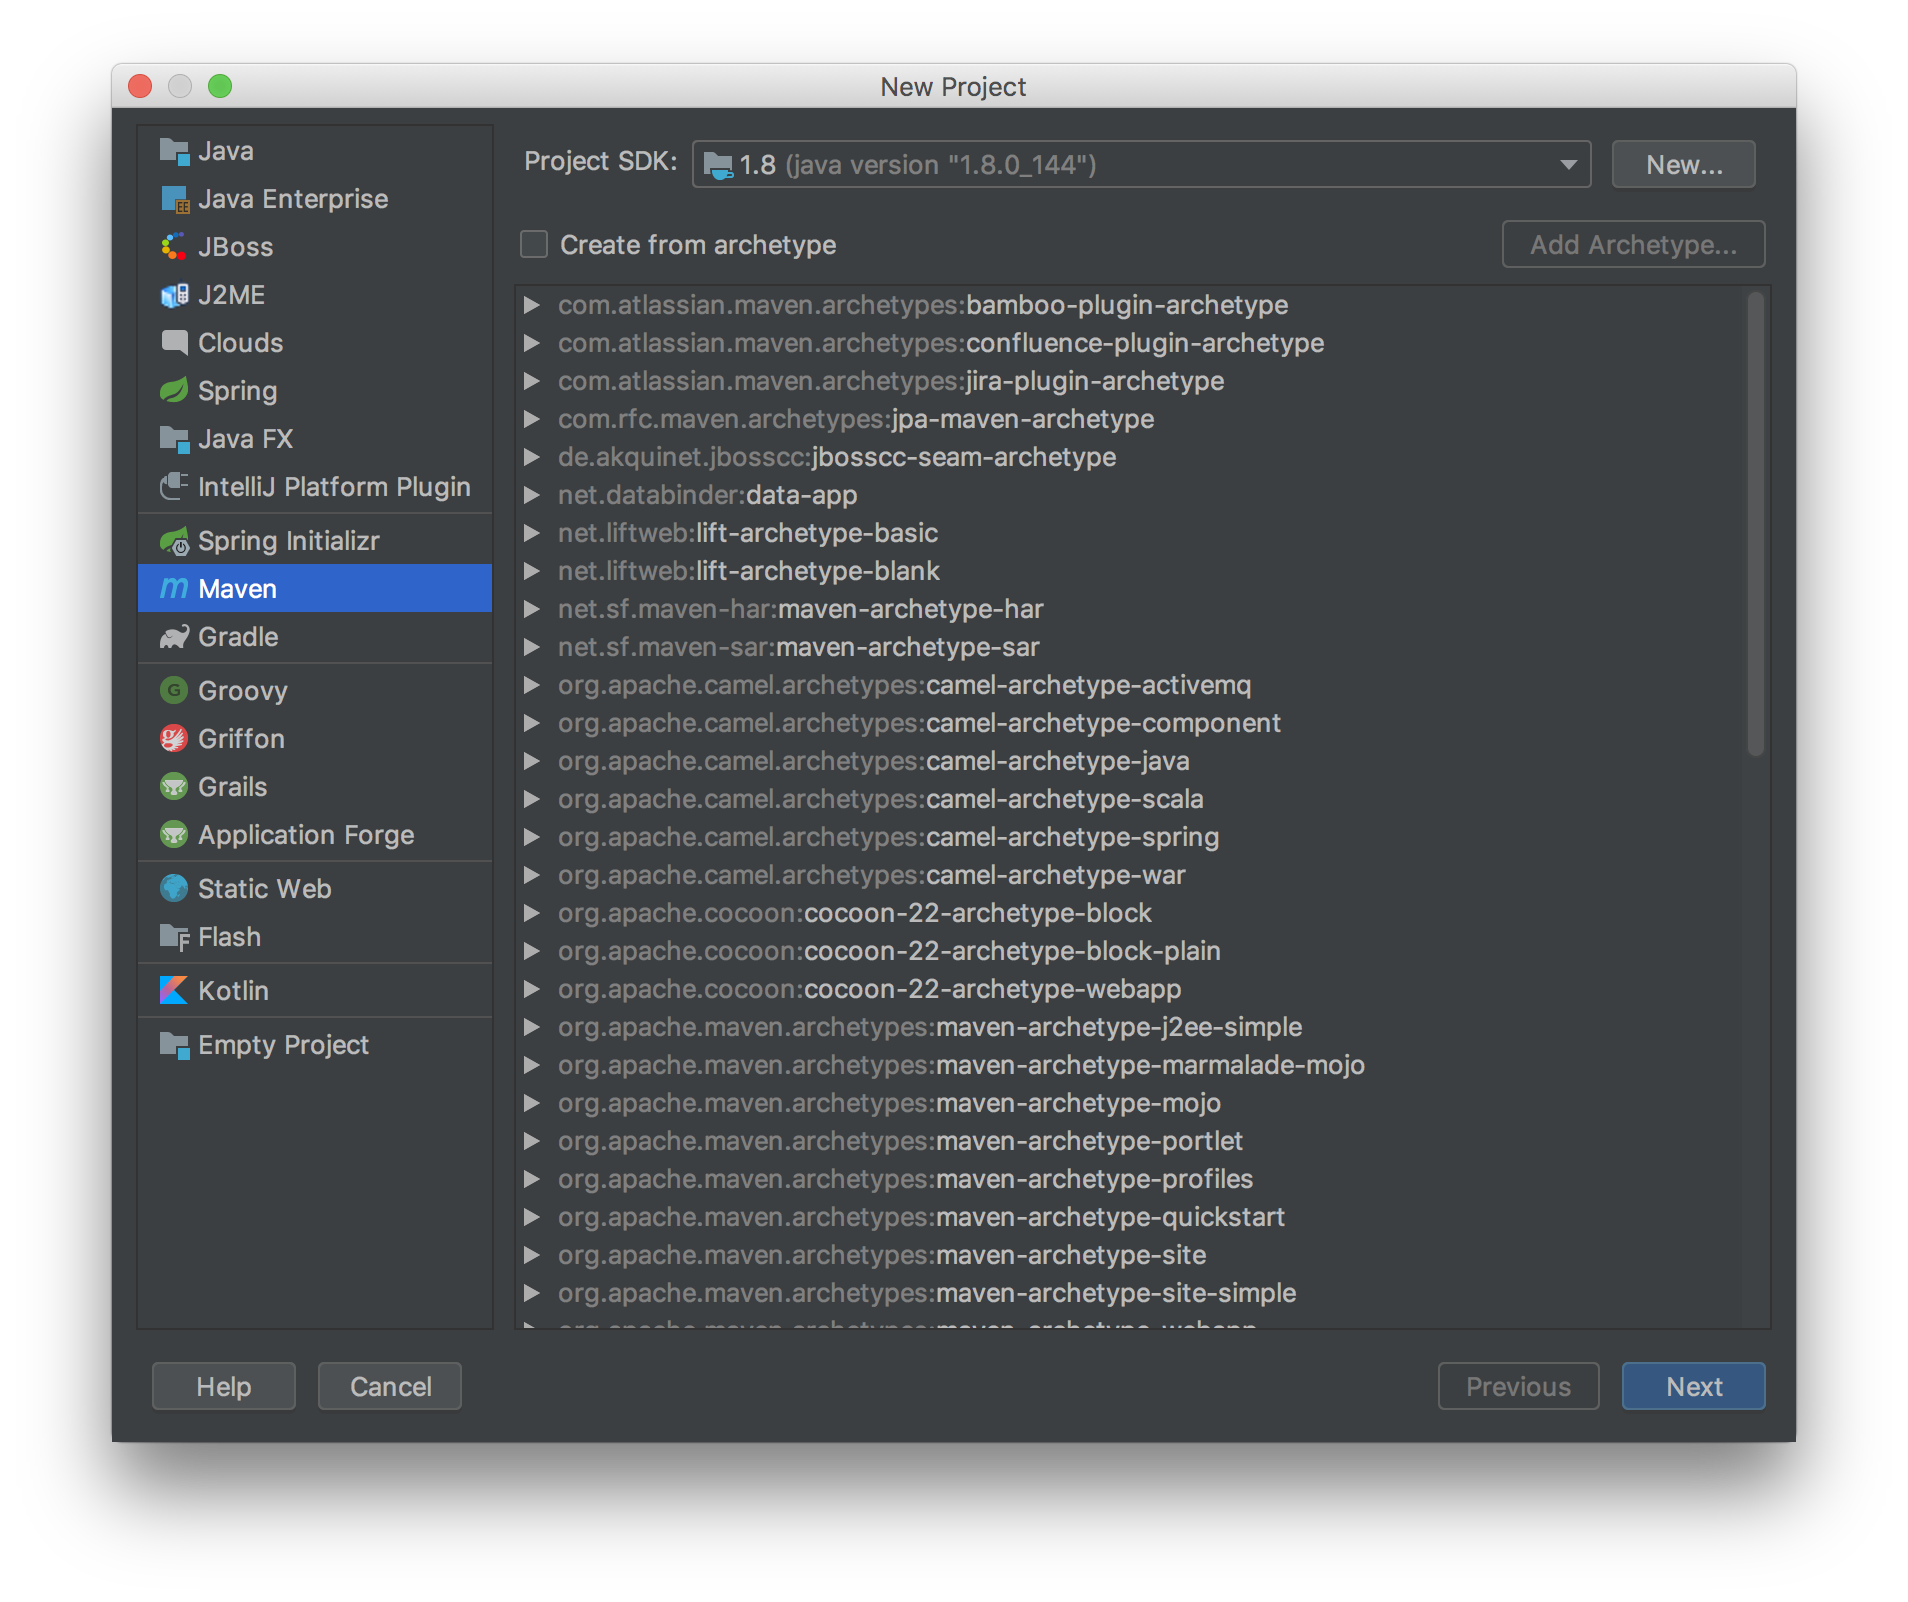 New Project
Java
Java Enterprise
JBoss
J2ME
Clouds
Spring
Java FX
IntelliJ Platform Plugin
Spring Initializr
Maven
Gradle
Groovy
Griffon
Grails
Application Forge
Static Web
Flash
Kotlin
Empty Project
Project SDK: 1.8 (java version "1.8.0_144") New...
Create from archetype Add Archetype...
com.atlassian.maven.archetypes:bamboo-plugin-archetype
com.atlassian.maven.archetypes:confluence-plugin-archetype
com.atlassian.maven.archetypes:jira-plugin-archetype
com.rfc.maven.archetypes:jpa-maven-archetype
de.akquinet.jbosscc:jbosscc-seam-archetype
net.databinder:data-app
net.liftweb:lift-archetype-basic
net.liftweb:lift-archetype-blank
net.sf.maven-har:maven-archetype-har
net.sf.maven-sar:maven-archetype-sar
org.apache.camel.archetypes:camel-archetype-activemq
org.apache.camel.archetypes:camel-archetype-component
org.apache.camel.archetypes:camel-archetype-java
org.apache.camel.archetypes:camel-archetype-scala
org.apache.camel.archetypes:camel-archetype-spring
org.apache.camel.archetypes:camel-archetype-war
org.apache.cocoon:cocoon-22-archetype-block
org.apache.cocoon:cocoon-22-archetype-block-plain
org.apache.cocoon:cocoon-22-archetype-webapp
org.apache.maven.archetypes:maven-archetype-j2ee-simple
org.apache.maven.archetypes:maven-archetype-marmalade-mojo
org.apache.maven.archetypes:maven-archetype-mojo
org.apache.maven.archetypes:maven-archetype-portlet
org.apache.maven.archetypes:maven-archetype-profiles
org.apache.maven.archetypes:maven-archetype-quickstart
org.apache.maven.archetypes:maven-archetype-site
org.apache.maven.archetypes:maven-archetype-site-simple
org.apache.maven.archetypes:maven-archetype-webapp
Help Cancel Previous Next